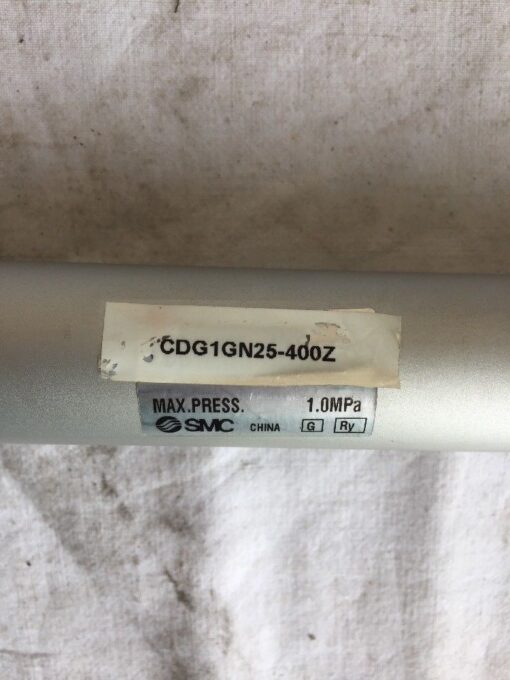 CDG1GN25-400Z
MAX.PRESS. 1.0MPa
SMC CHINA G Ry